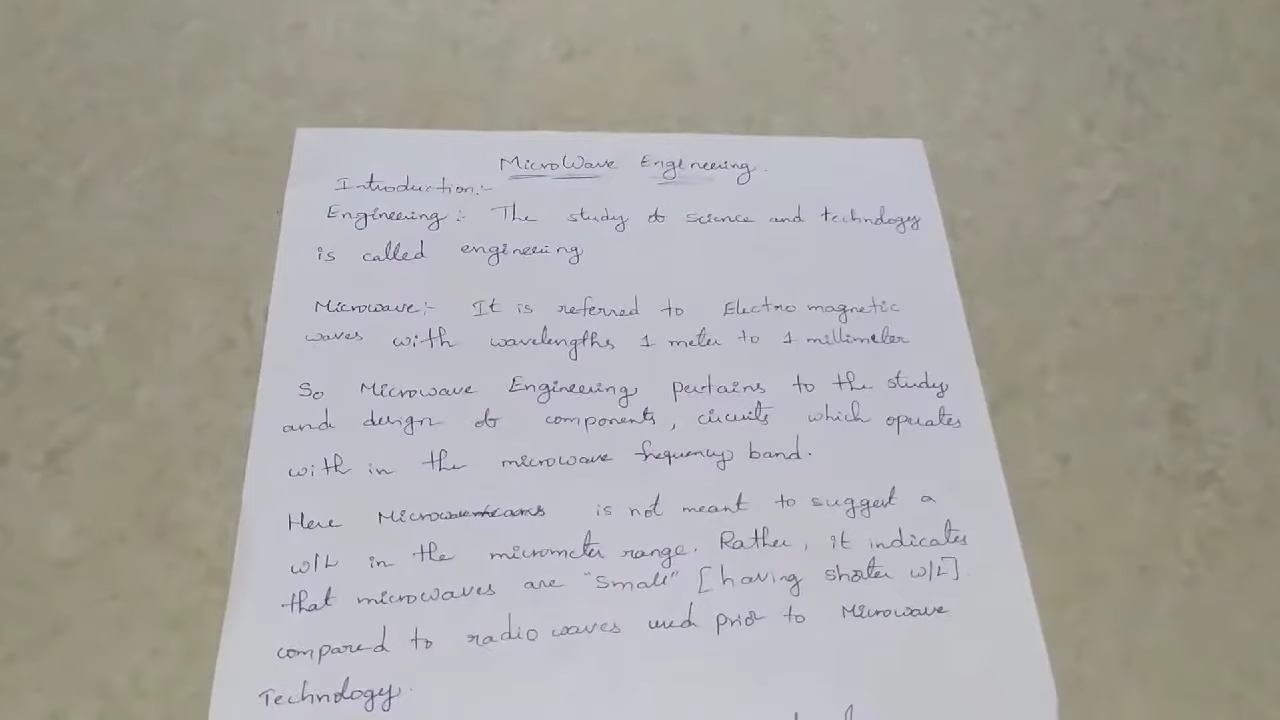 MicroWave Engineering.
Introduction:-
Engineering:- The study of science and technology
is called engineering
Microwave:- It is referred to Electro magnetic
waves with wavelengths 1 meter to 1 millimeter
So Microwave Engineering pertains to the study
and design of components, circuits which operates
with in the microwave frequency band.
Here Micro is not meant to suggest a
w/L in the micrometer range. Rather, it indicates
that microwaves are "Small" [having shorter w/L]
compared to radio waves used prior to Microwave
Technology.